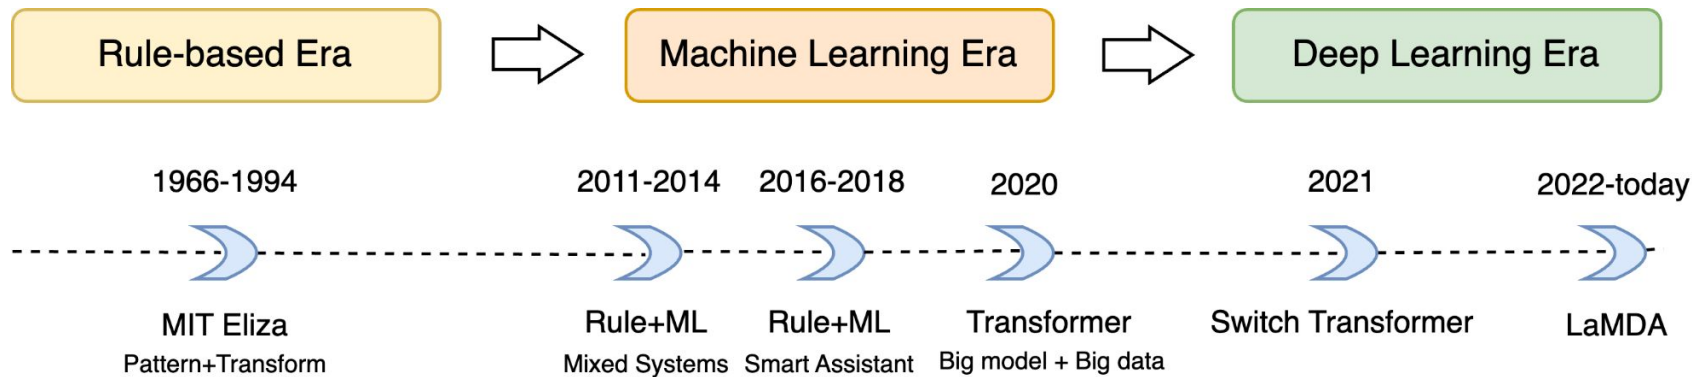 Rule-based Era
Machine Learning Era
Deep Learning Era
1966-1994
2011-2014
2016-2018
2020
2021
2022-today
MIT Eliza
Pattern+Transform
Rule+ML
Mixed Systems
Rule+ML
Smart Assistant
Transformer
Big model + Big data
Switch Transformer
LaMDA